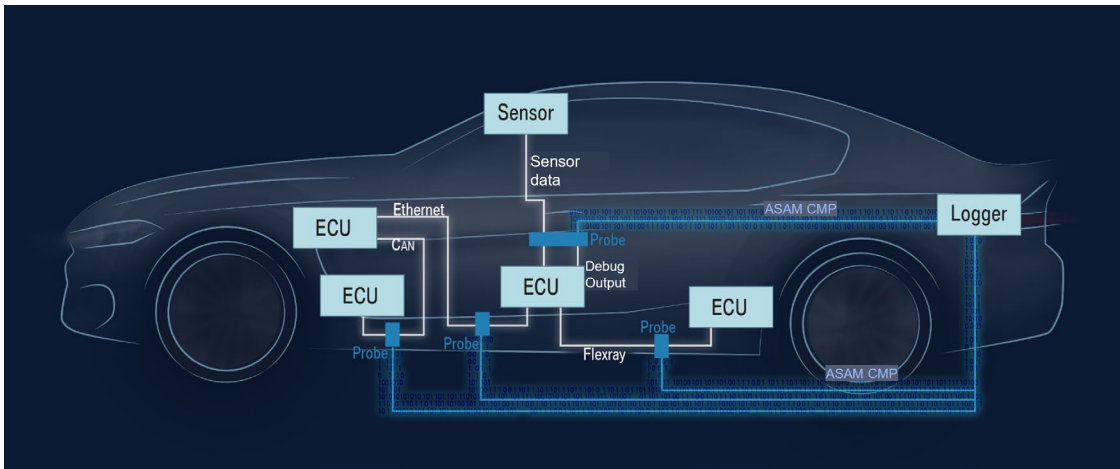 Sensor
Sensor
data
ECU
Ethernet
CAN
ASAM CMP
Logger
Probe
Debug
Output
ECU
ECU
ECU
Probe
Probe
Probe
Flexray
ASAM CMP